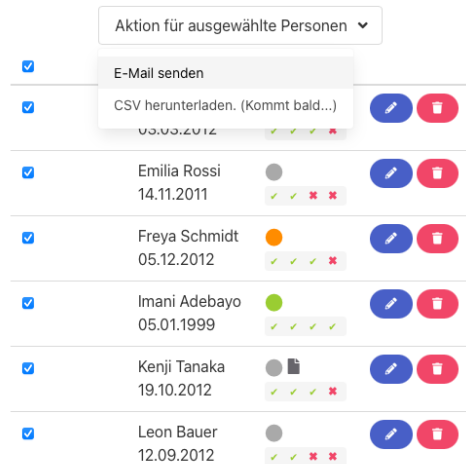 Aktion für ausgewählte Personen
E-Mail senden
CSV herunterladen. (Kommt bald...)
03.03.2012
Emilia Rossi
14.11.2011
Freya Schmidt
05.12.2012
Imani Adebayo
05.01.1999
Kenji Tanaka
19.10.2012
Leon Bauer
12.09.2012